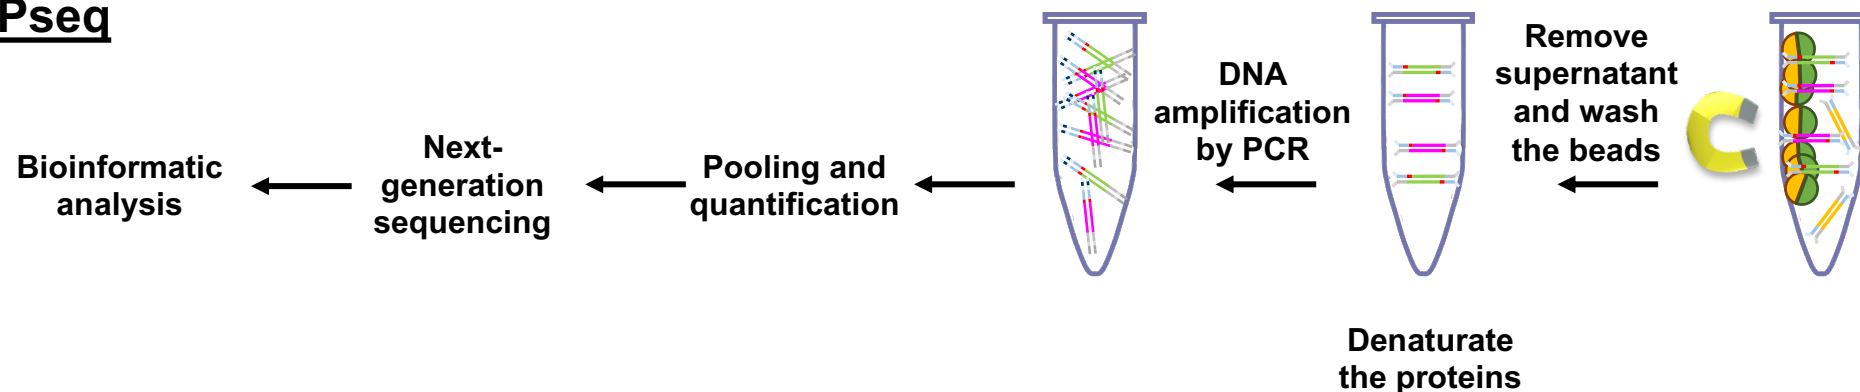 Pseq
Remove
supernatant
and wash
the beads
DNA
amplification
by PCR
Next-
generation
sequencing
Pooling and
quantification
Bioinformatic
analysis
Denaturate
the proteins